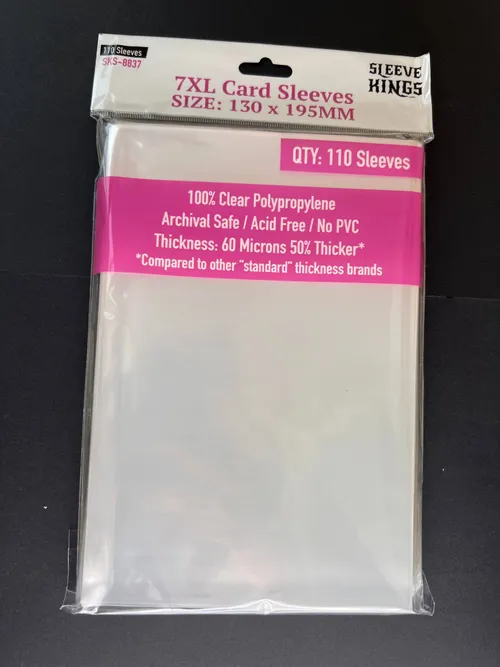 110 Sleeves
SKS-8837
SLEEVE
KINGS
7XL Card Sleeves
SIZE: 130 x 195MM
QTY: 110 Sleeves
100% Clear Polypropylene
Archival Safe / Acid Free / No PVC
Thickness: 60 Microns 50% Thicker*
*Compared to other "standard" thickness brands